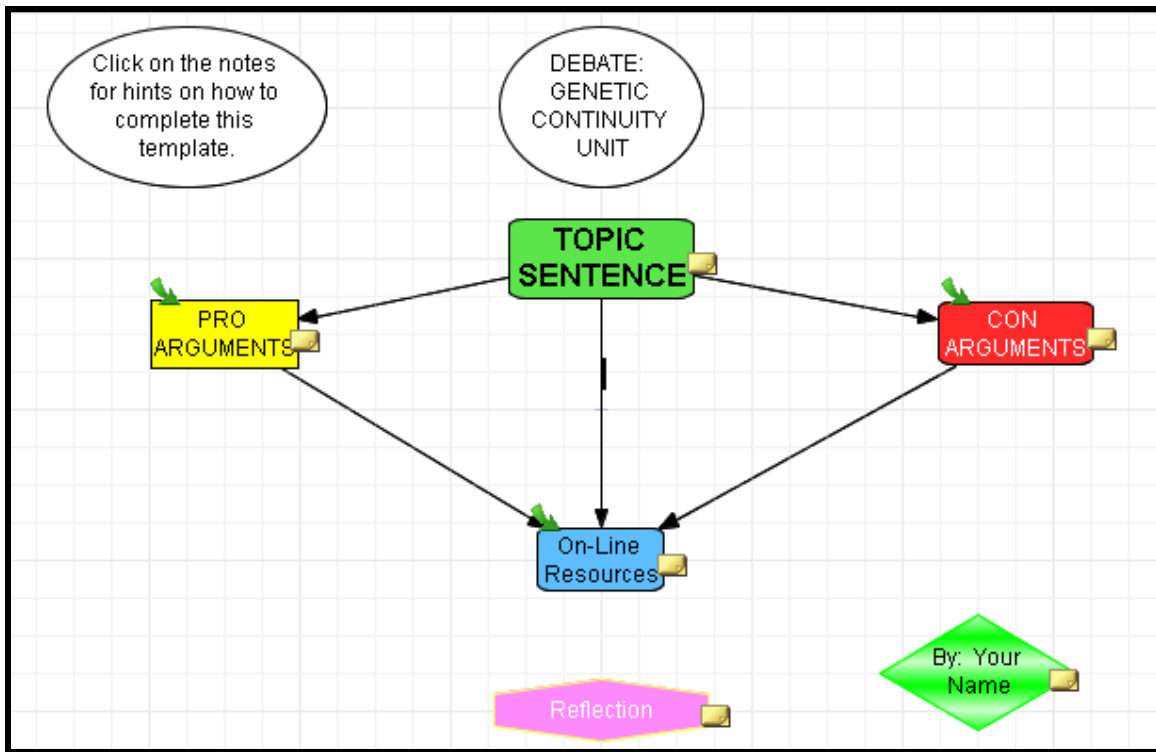 Click on the notes
for hints on how to
complete this
template.
DEBATE:
GENETIC
CONTINUITY
UNIT
TOPIC
SENTENCE
PRO
ARGUMENTS
CON
ARGUMENTS
On-Line
Resources
By: Your
Name
Reflection